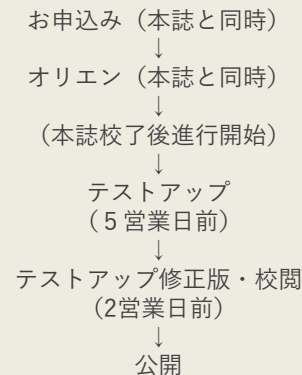 お申込み（本誌と同時）
↓
オリエン（本誌と同時）
↓
（本誌校了後進行開始）
↓
テストアップ
（５営業日前）
↓
テストアップ修正版・校閲
（2営業日前）
↓
公開